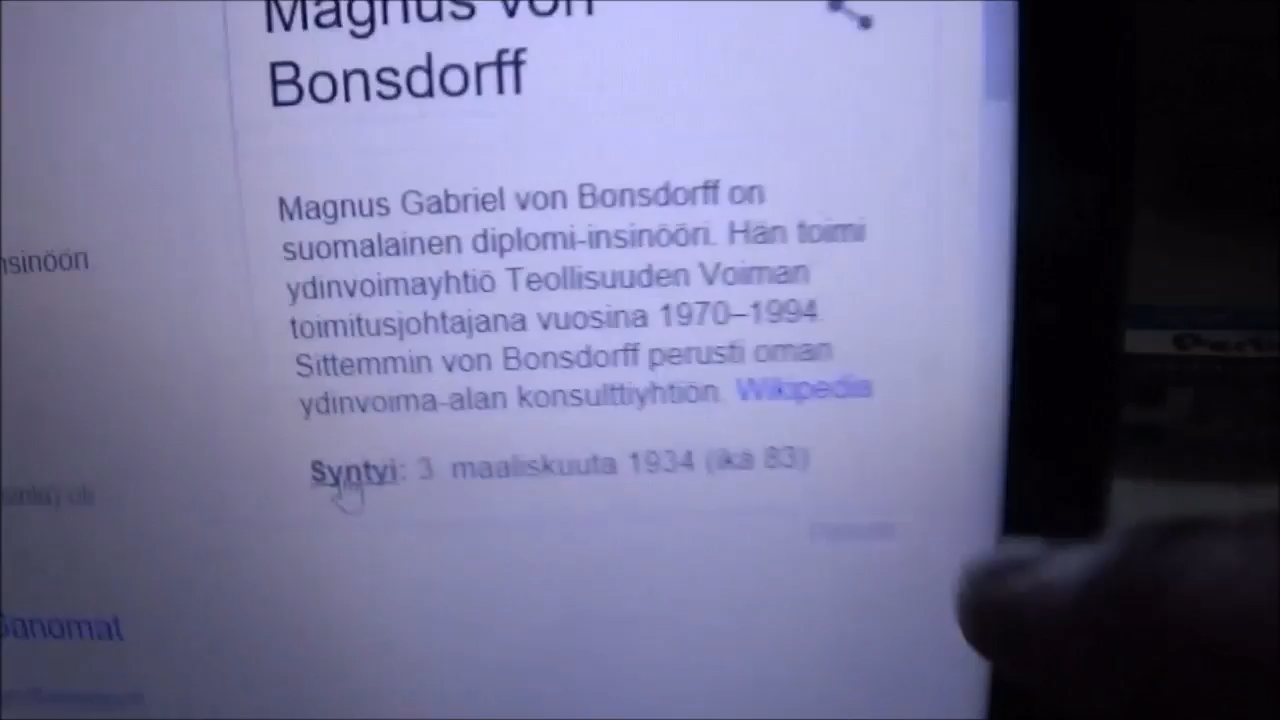 Magnus von
Bonsdorff
Magnus Gabriel von Bonsdorff on
suomalainen diplomi-insinööri. Hän toimi
nsinööri
ydinvoimayhtiö Teollisuuden Voiman
toimitusjohtajana vuosina 1970–1994.
Sittemmin von Bonsdorff perusti oman
ydinvoima-alan konsulttiyhtiön. Wikipedia
Syntyi: 3. maaliskuuta 1934 (ikä 83)
Sanomat